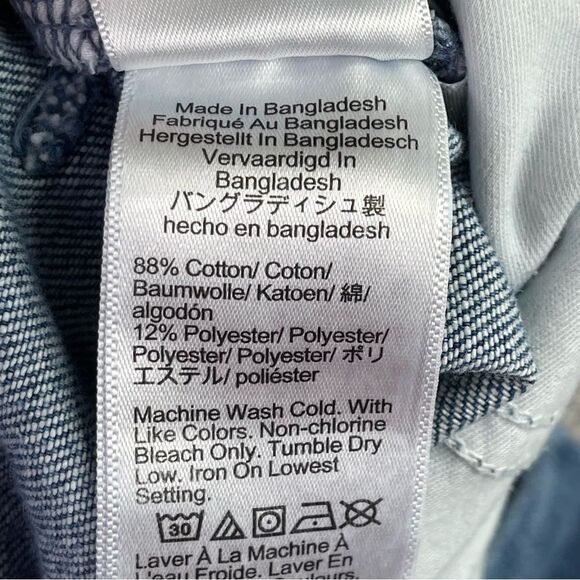 Made In Bangladesh
Fabriqué Au Bangladesh
Hergestellt In Bangladesch
Vervaardigd In
Bangladesh
バングラディシュ製
hecho en bangladesh
88% Cotton/ Coton/
Baumwolle/ Katoen/ 綿/
algodón
12% Polyester/ Polyester/
Polyester/ Polyester/ ポリ
エステル/ poliéster
Machine Wash Cold. With
Like Colors. Non-chlorine
Bleach Only. Tumble Dry
Low. Iron On Lowest
Setting.
30
Laver À La Machine À
L'eau Froide. Laver